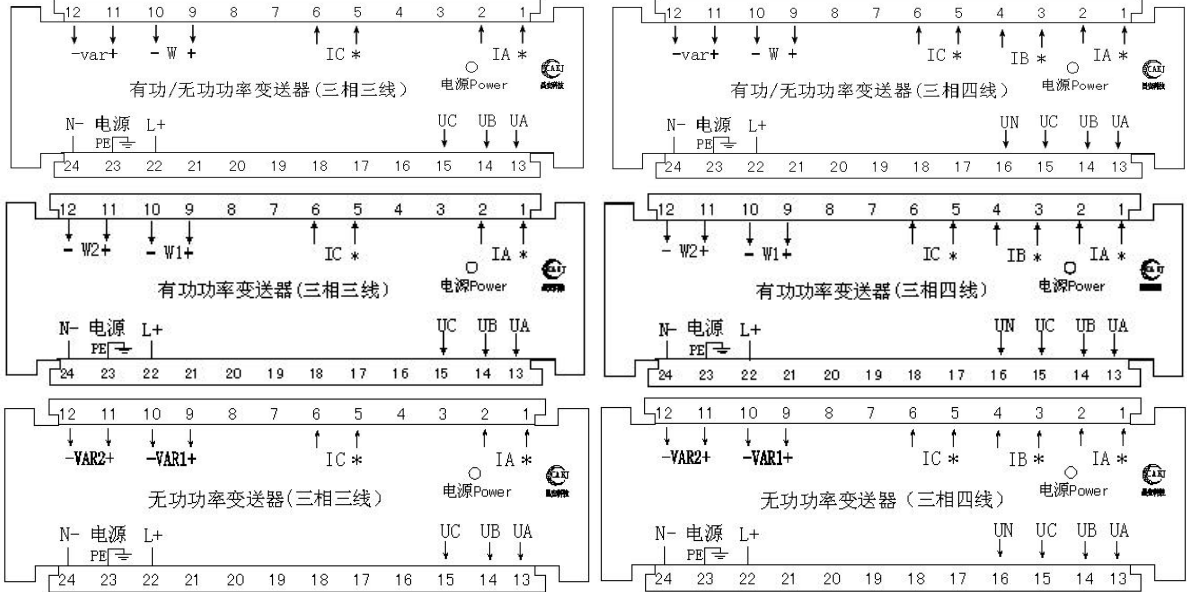 12 11 10 9 8 7 6 5 4 3 2 1
-var+ - W + IC * IA *
电源Power
CAKJ
有功/无功功率变送器(三相三线)
N- 电源 L+ UC UB UA
PE
24 23 22 21 20 19 18 17 16 15 14 13
12 11 10 9 8 7 6 5 4 3 2 1
-var+ - W + IC * IB * IA *
电源Power
CAKJ
有功/无功功率变送器(三相四线)
N- 电源 L+ UN UC UB UA
PE
24 23 22 21 20 19 18 17 16 15 14 13
12 11 10 9 8 7 6 5 4 3 2 1
- W2+ - W1+ IC * IA *
电源Power
CAKJ
有功功率变送器(三相三线)
N- 电源 L+ UC UB UA
PE
24 23 22 21 20 19 18 17 16 15 14 13
12 11 10 9 8 7 6 5 4 3 2 1
- W2+ - W1+ IC * IB * IA *
电源Power
CAKJ
有功功率变送器(三相四线)
N- 电源 L+ UN UC UB UA
PE
24 23 22 21 20 19 18 17 16 15 14 13
12 11 10 9 8 7 6 5 4 3 2 1
-VAR2+ -VAR1+ IC * IA *
电源Power
CAKJ
无功功率变送器(三相三线)
N- 电源 L+ UC UB UA
PE
24 23 22 21 20 19 18 17 16 15 14 13
12 11 10 9 8 7 6 5 4 3 2 1
-VAR2+ -VAR1+ IC * IB * IA *
电源Power
CAKJ
无功功率变送器(三相四线)
N- 电源 L+ UN UC UB UA
PE
24 23 22 21 20 19 18 17 16 15 14 13